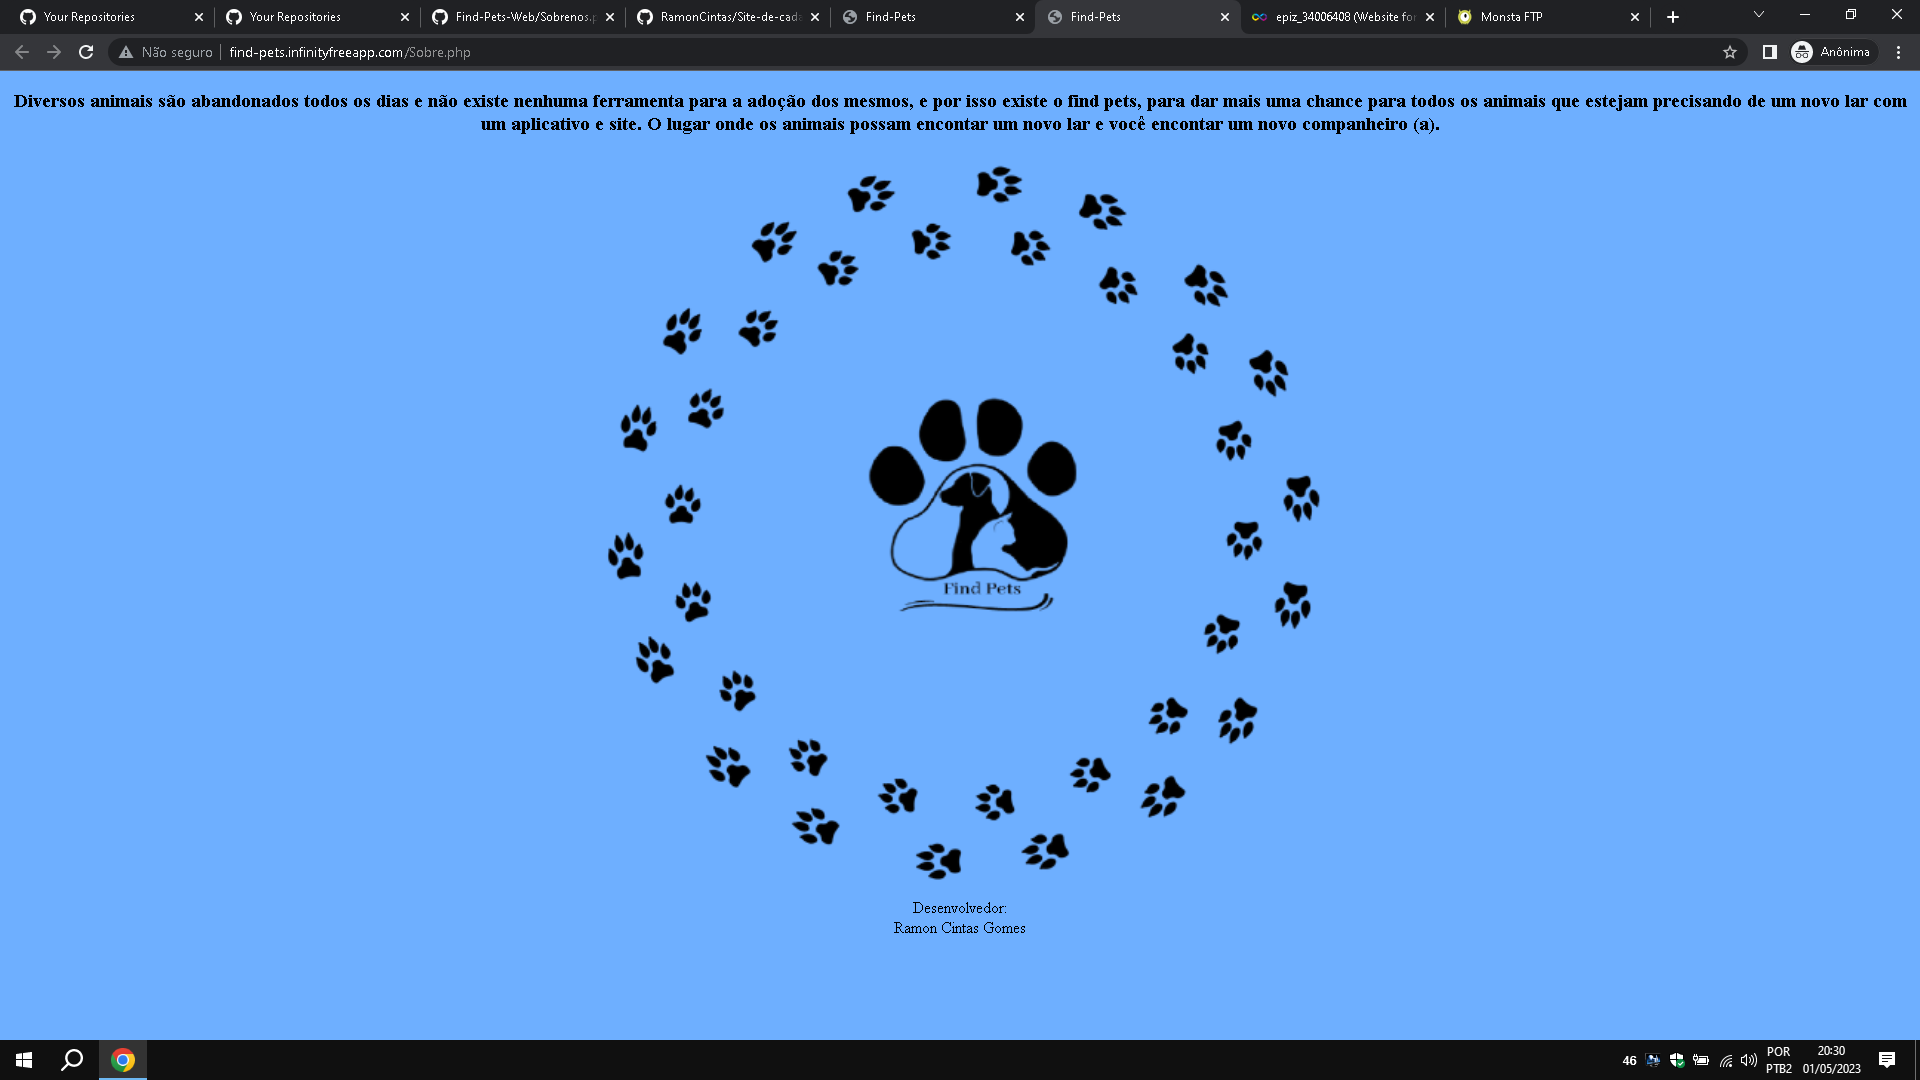 Your Repositories
Your Repositories
Find-Pets-Web/Sobrenos.p
RamonCintas/Site-de-cada
Find-Pets
Find-Pets
epiz_34006408 (Website for
Monsta FTP
Não seguro
find-pets.infinityfreeapp.com/Sobre.php
Anônima
Diversos animais são abandonados todos os dias e não existe nenhuma ferramenta para a adoção dos mesmos, e por isso existe o find pets, para dar mais uma chance para todos os animais que estejam precisando de um novo lar com
um aplicativo e site. O lugar onde os animais possam encontar um novo lar e você encontar um novo companheiro (a).
Find Pets
Desenvolvedor:
Ramon Cintas Gomes
46
POR
PTB2
20:30
01/05/2023